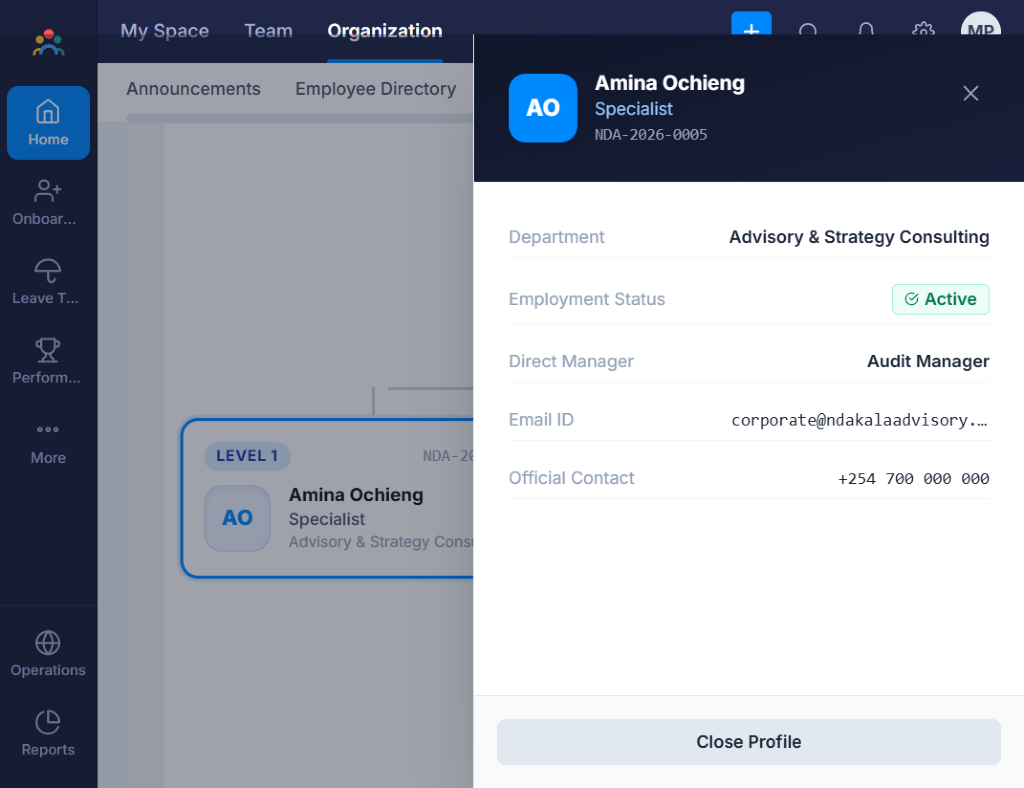 My Space
Team
Organization
MP
Announcements
Employee Directory
Home
Onboar...
Leave T...
Perform...
More
Operations
Reports
LEVEL 1
NDA-20
AO
Amina Ochieng
Specialist
Advisory & Strategy
AO
Amina Ochieng
Specialist
NDA-2026-0005
Department
Advisory & Strategy Consulting
Employment Status
Active
Direct Manager
Audit Manager
Email ID
corporate@ndakalaadvisory.…
Official Contact
+254 700 000 000
Close Profile